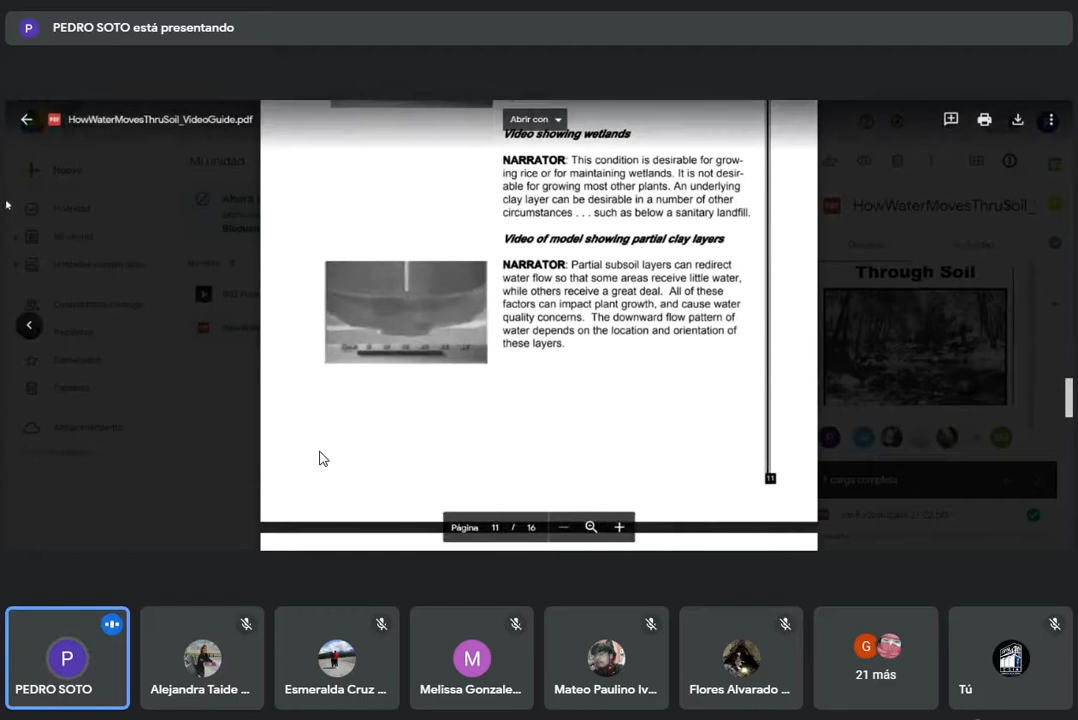 P PEDRO SOTO está presentando
HowWaterMovesThruSoil_VideoGuide.pdf
Abrir con
Video showing wetlands
NARRATOR: This condition is desirable for grow-
ing rice or for maintaining wetlands. It is not desir-
able for growing most other plants. An underlying
clay layer can be desirable in a number of other
circumstances . . . such as below a sanitary landfill.
Video of model showing partial clay layers
NARRATOR: Partial subsoil layers can redirect
water flow so that some areas receive little water,
while others receive a great deal. All of these
factors can impact plant growth, and cause water
quality concerns. The downward flow pattern of
water depends on the location and orientation of
these layers.
11
Página 11 / 16
Nuevo
Mi unidad
Mi unidad
HowWaterMovesThruSoil_
Through Soil
1 carga completa
P
PEDRO SOTO
Alejandra Taide ...
Esmeralda Cruz ...
M
Melissa Gonzale...
Mateo Paulino Iv...
Flores Alvarado ...
G
21 más
Tú